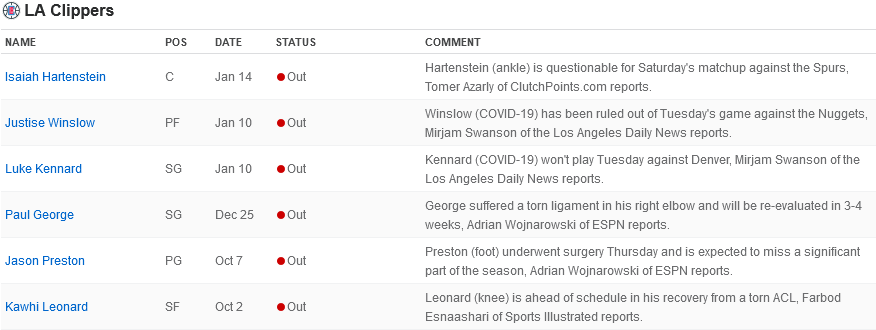 LA Clippers
NAME POS DATE STATUS COMMENT
Isaiah Hartenstein C Jan 14 Out Hartenstein (ankle) is questionable for Saturday's matchup against the Spurs,
Tomer Azarly of ClutchPoints.com reports.
Justise Winslow PF Jan 10 Out Winslow (COVID-19) has been ruled out of Tuesday's game against the Nuggets,
Mirjam Swanson of the Los Angeles Daily News reports.
Luke Kennard SG Jan 10 Out Kennard (COVID-19) won't play Tuesday against Denver, Mirjam Swanson of the
Los Angeles Daily News reports.
Paul George SG Dec 25 Out George suffered a torn ligament in his right elbow and will be re-evaluated in 3-4
weeks, Adrian Wojnarowski of ESPN reports.
Jason Preston PG Oct 7 Out Preston (foot) underwent surgery Thursday and is expected to miss a significant
part of the season, Adrian Wojnarowski of ESPN reports.
Kawhi Leonard SF Oct 2 Out Leonard (knee) is ahead of schedule in his recovery from a torn ACL, Farbod
Esnaashari of Sports Illustrated reports.